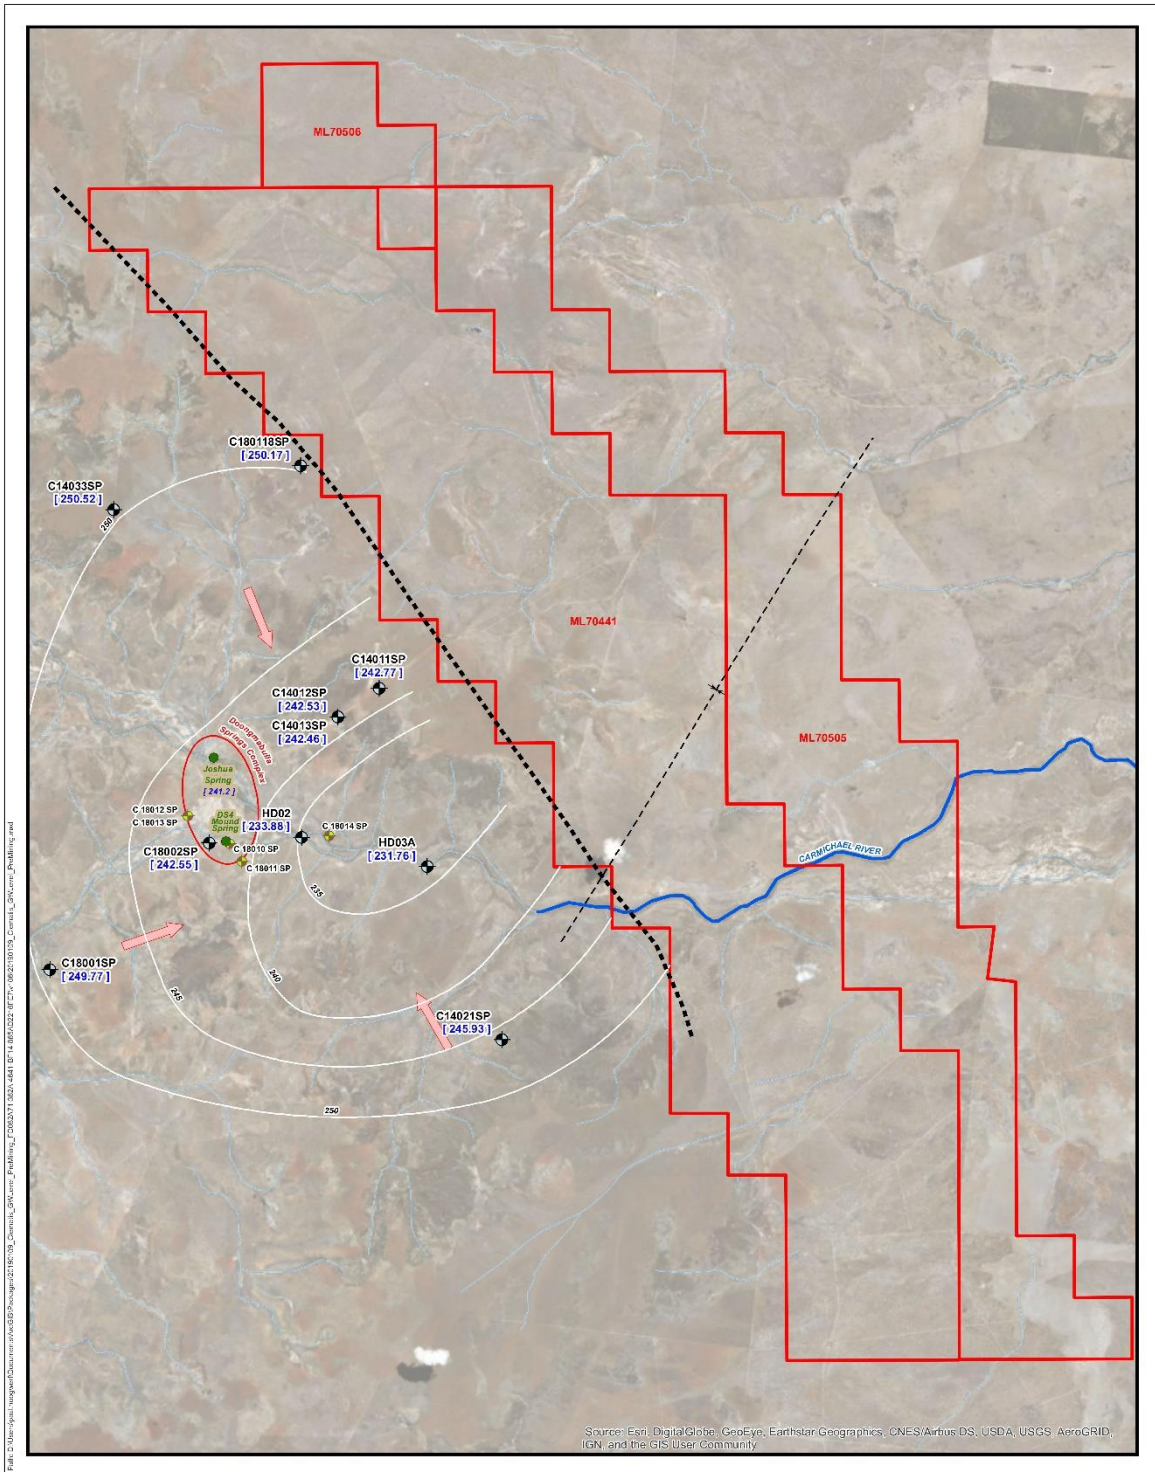 ML70506
C180118SP
[ 250.17 ]
C14033SP
[ 250.52 ]
250
ML70441
C14011SP
[ 242.77 ]
C14012SP
[ 242.53 ]
C14013SP
[ 242.46 ]
Doongmabulla
Springs Complex
ML70505
Joshua
Spring
[ 241.2 ]
C 18012 SP
C 18013 SP
DS4
Mound
Spring
HD02
[ 233.88 ]
C 18014 SP
C18002SP
[ 242.55 ]
C 18010 SP
C 18011 SP
HD03A
[ 231.76 ]
CARMICHAEL RIVER
235
C18001SP
[ 249.77 ]
240
245
C14021SP
[ 245.93 ]
250
Source: Esri, DigitalGlobe, GeoEye, Earthstar Geographics, CNES/Airbus DS, USDA, USGS, AeroGRID,
IGN, and the GIS User Community